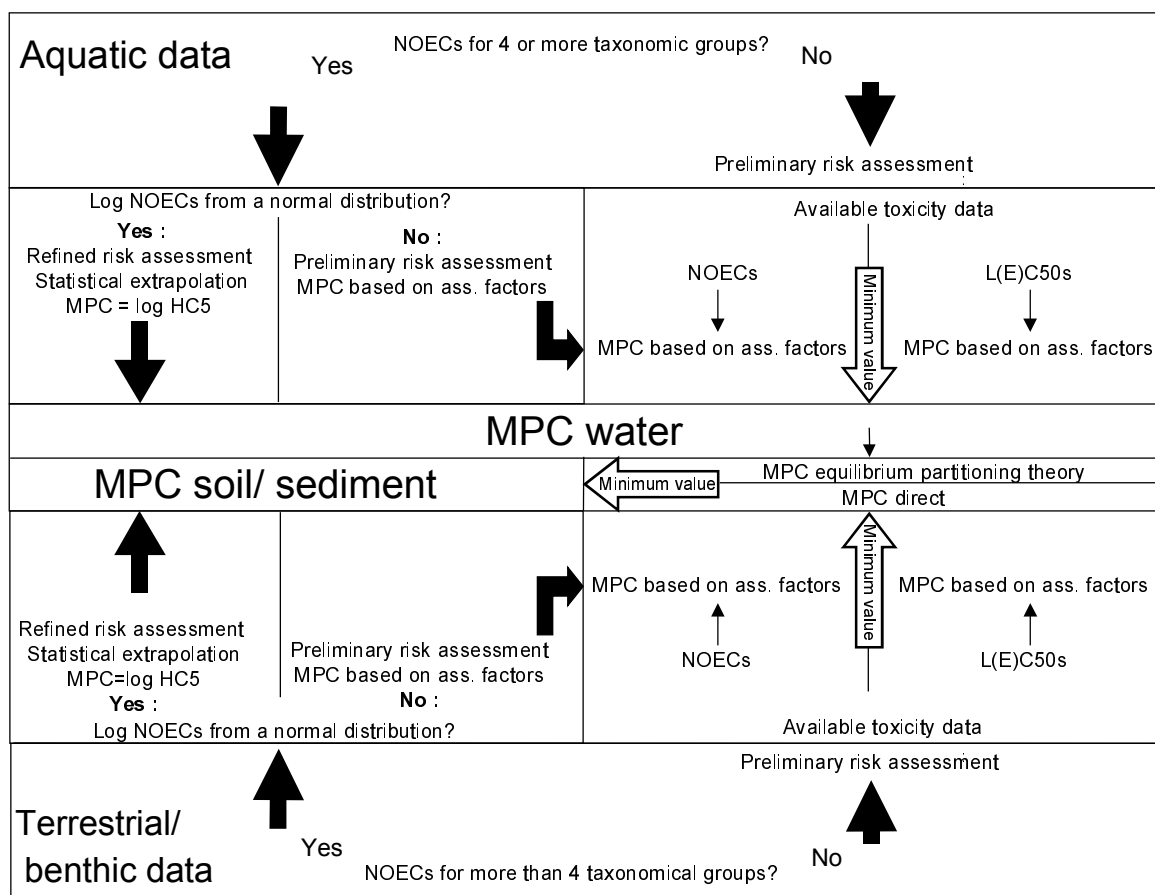 Aquatic data
NOECs for 4 or more taxonomic groups?
Yes
No
Preliminary risk assessment
Log NOECs from a normal distribution?
Yes :
Refined risk assessment
Statistical extrapolation
MPC = log HC5
No :
Preliminary risk assessment
MPC based on ass. factors
Available toxicity data
NOECs
L(E)C50s
MPC based on ass. factors
Minimum value
MPC based on ass. factors
MPC water
MPC soil/ sediment
Minimum value
MPC equilibrium partitioning theory
MPC direct
MPC based on ass. factors
Minimum value
MPC based on ass. factors
NOECs
L(E)C50s
Refined risk assessment
Statistical extrapolation
MPC=log HC5
Yes :
Preliminary risk assessment
MPC based on ass. factors
No :
Log NOECs from a normal distribution?
Available toxicity data
Preliminary risk assessment
Terrestrial/
benthic data
Yes
No
NOECs for more than 4 taxonomical groups?